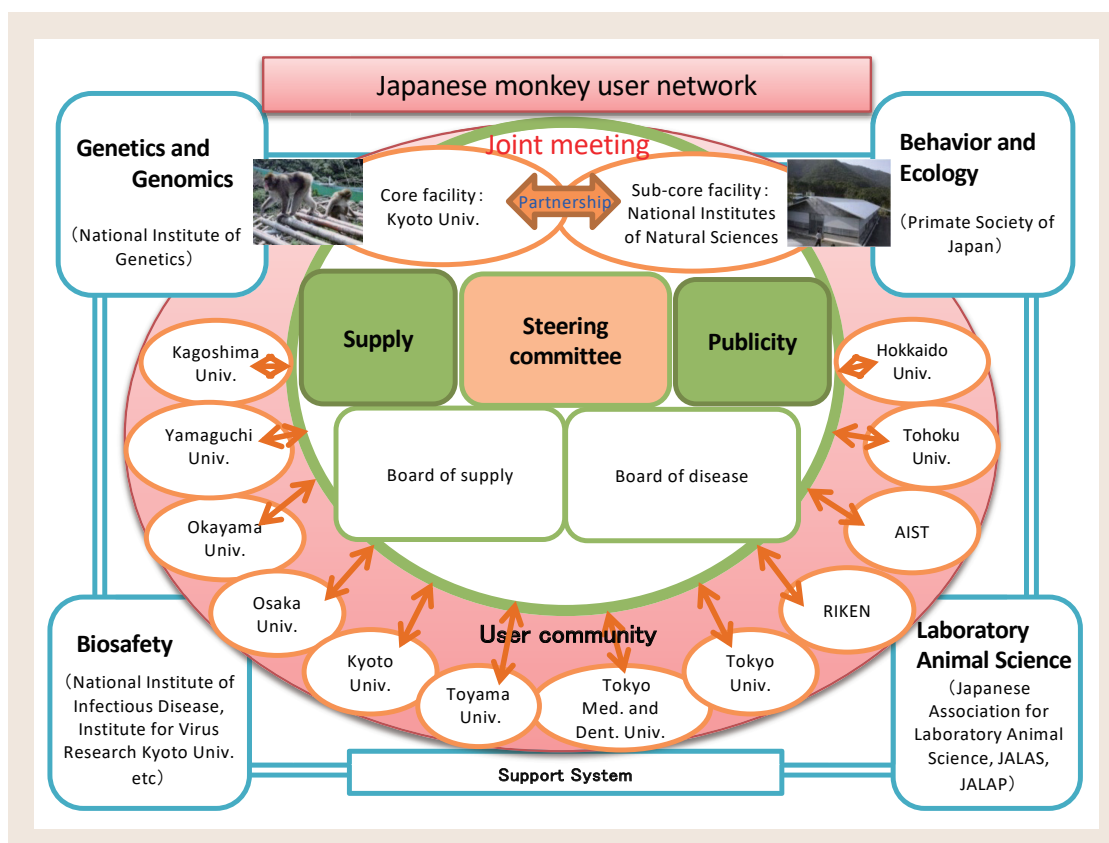 Japanese monkey user network
Joint meeting
Genetics and
Genomics
（National Institute of
Genetics）
Core facility：
Kyoto Univ.
Partnership
Sub-core facility：
National Institutes
of Natural Sciences
Behavior and
Ecology
（Primate Society of
Japan）
Supply
Steering
committee
Publicity
Board of supply
Board of disease
Kagoshima
Univ.
Yamaguchi
Univ.
Okayama
Univ.
Osaka
Univ.
Kyoto
Univ.
Toyama
Univ.
Tokyo
Med. and
Dent. Univ.
Tokyo
Univ.
RIKEN
AIST
Tohoku
Univ.
Hokkaido
Univ.
User community
Biosafety
（National Institute of
Infectious Disease,
Institute for Virus
Research Kyoto Univ.
etc）
Support System
Laboratory
Animal Science
（Japanese
Association for
Laboratory Animal
Science, JALAS,
JALAP）